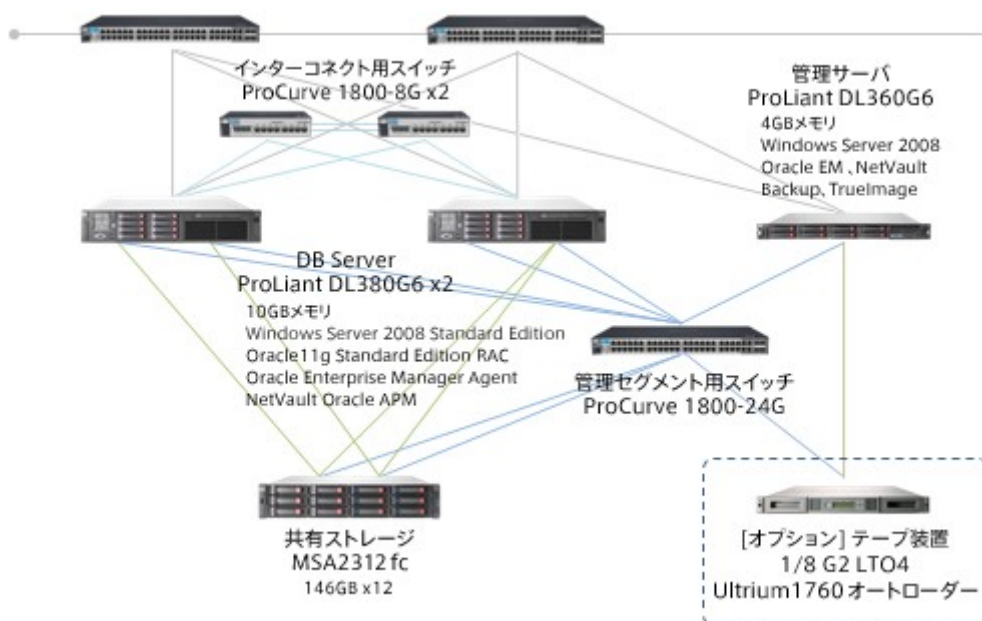 インターコネクト用スイッチ
ProCurve 1800-8G x2
管理サーバ
ProLiant DL360G6
4GBメモリ
Windows Server 2008
Oracle EM 、NetVault
Backup、TrueImage
DB Server
ProLiant DL380G6 x2
10GBメモリ
Windows Server 2008 Standard Edition
Oracle11g Standard Edition RAC
Oracle Enterprise Manager Agent
NetVault Oracle APM
管理セグメント用スイッチ
ProCurve 1800-24G
共有ストレージ
MSA2312 fc
146GB x12
[オプション] テープ装置
1/8 G2 LTO4
Ultrium1760 オートローダー